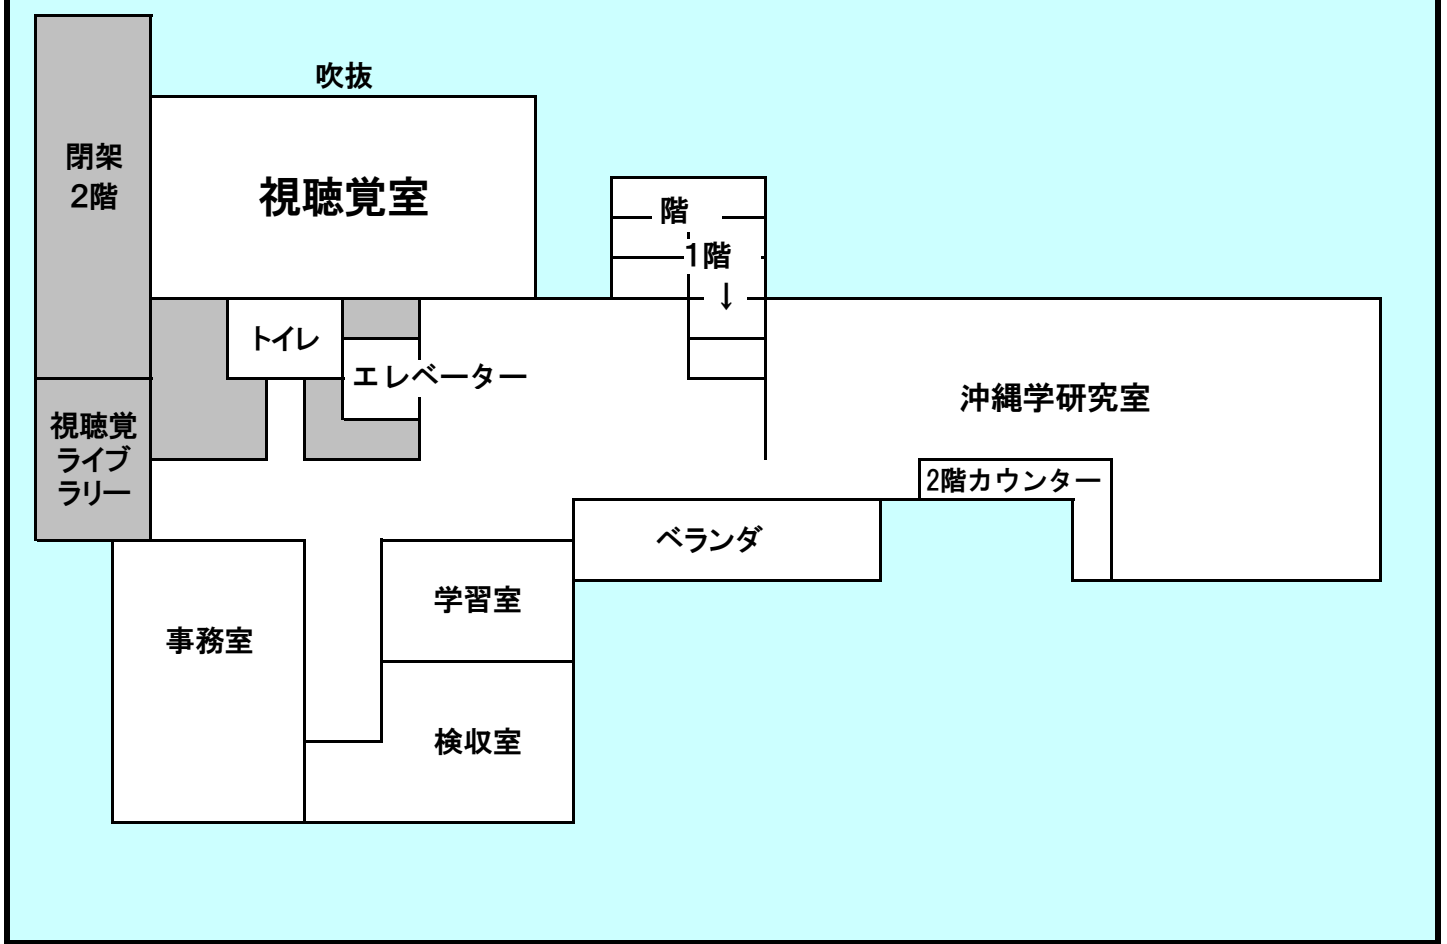 吹抜
閉架
2階
視聴覚室
階
1階
↓
トイレ
エレベーター
沖縄学研究室
視聴覚
ライブ
ラリー
2階カウンター
ベランダ
学習室
事務室
検収室